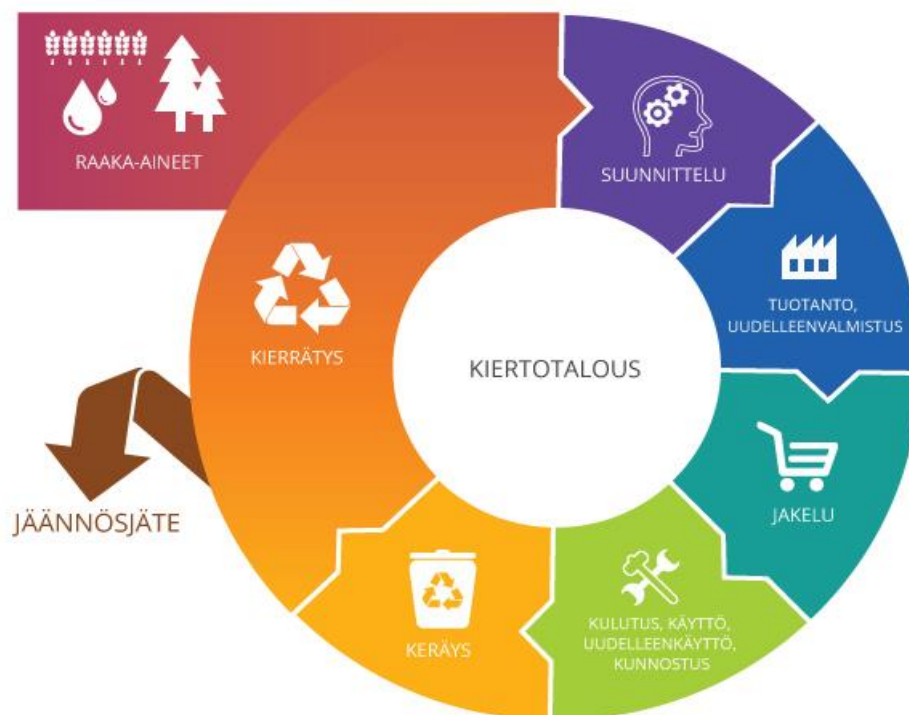 RAAKA-AINEET
SUUNNITTELU
TUOTANTO,
UUDELLEENVALMISTUS
KIERRÄTYS
KIERTOTALOUS
JAKELU
JÄÄNNÖSJÄTE
KERÄYS
KULUTUS, KÄYTTÖ,
UUDELLEENKÄYTTÖ,
KUNNOSTUS